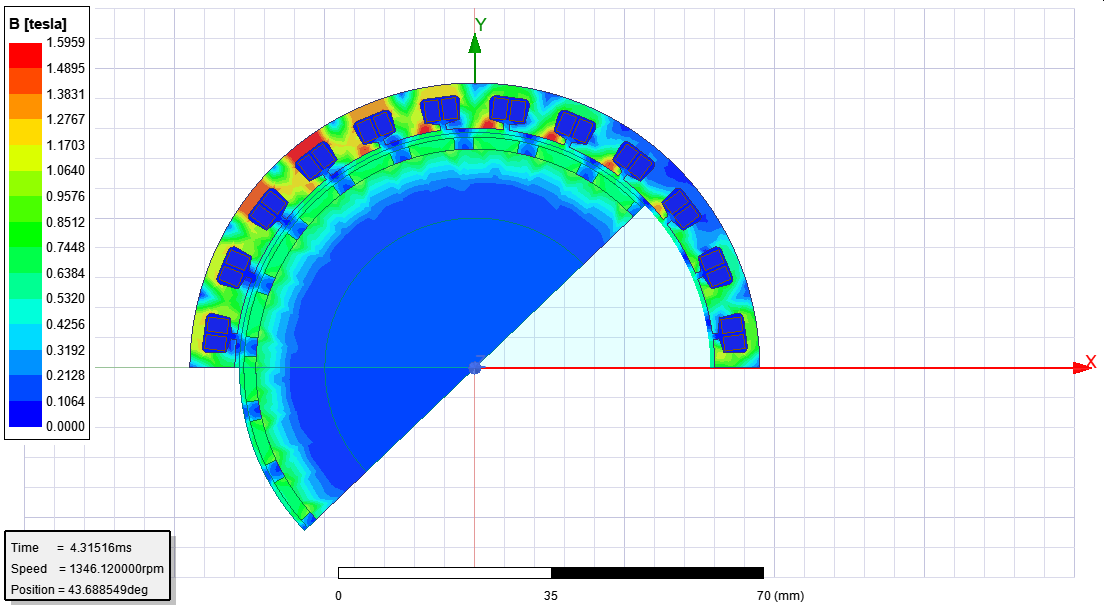 B [tesla]
1.5959
1.4895
1.3831
1.2767
1.1703
1.0640
0.9576
0.8512
0.7448
0.6384
0.5320
0.4256
0.3192
0.2128
0.1064
0.0000
Y
X
Time = 4.31516ms
Speed = 1346.120000rpm
Position = 43.688549deg
0 35 70 (mm)